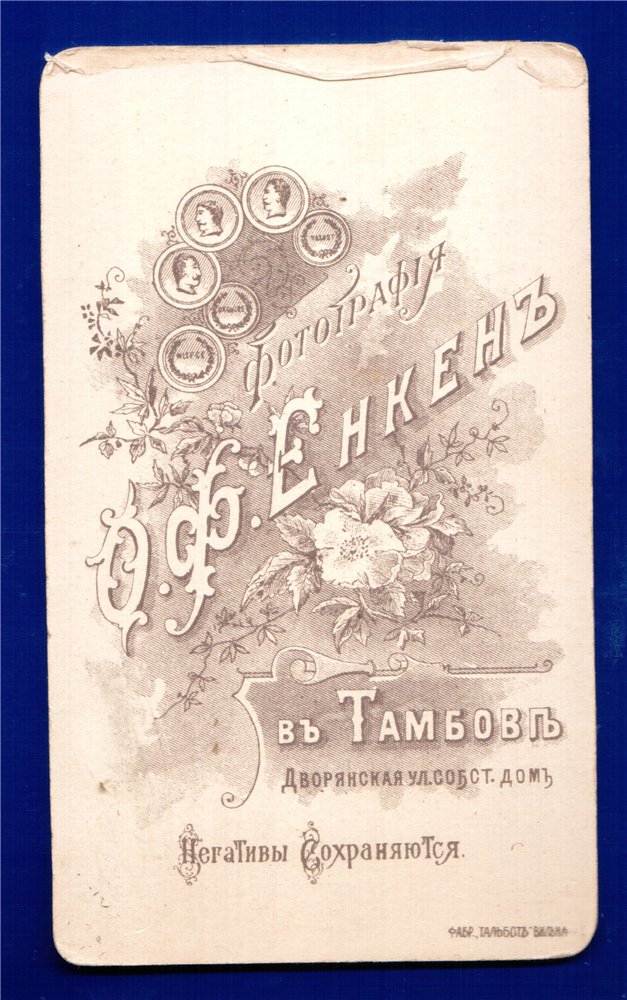 Фотографія
О.Ф. Енкенъ
въ Тамбовѣ
Дворянская ул. собст. домъ
Негативы Сохраняются.
Фабр. „Тальботъ“ Вильна